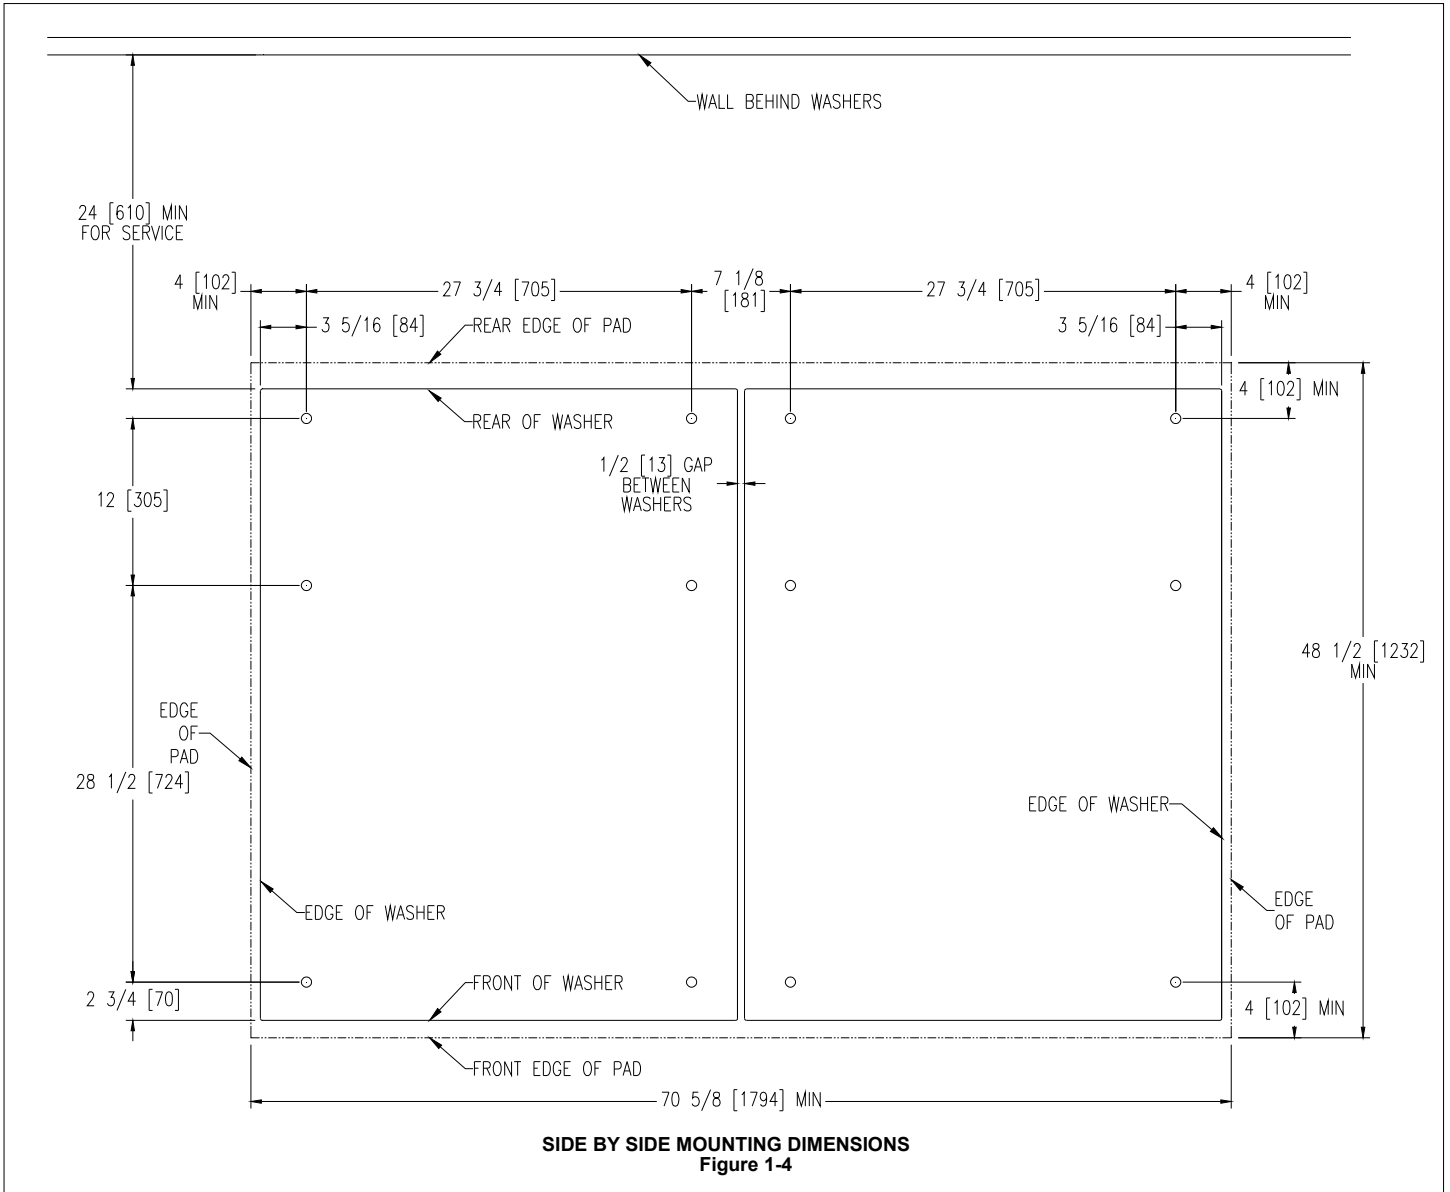 WALL BEHIND WASHERS
24 [610] MIN
FOR SERVICE
4 [102]
MIN
27 3/4 [705]
7 1/8
[181]
27 3/4 [705]
4 [102]
MIN
3 5/16 [84]
REAR EDGE OF PAD
3 5/16 [84]
4 [102] MIN
REAR OF WASHER
1/2 [13] GAP
BETWEEN
WASHERS
12 [305]
48 1/2 [1232]
MIN
EDGE
OF
PAD
28 1/2 [724]
EDGE OF WASHER
EDGE OF WASHER
EDGE
OF PAD
FRONT OF WASHER
2 3/4 [70]
4 [102] MIN
FRONT EDGE OF PAD
70 5/8 [1794] MIN
SIDE BY SIDE MOUNTING DIMENSIONS
Figure 1-4